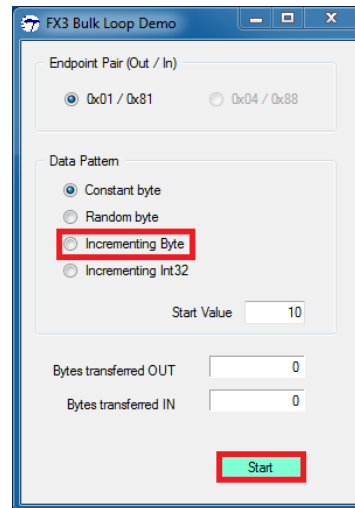 FX3 Bulk Loop Demo
Endpoint Pair (Out / In)
0x01 / 0x81 0x04 / 0x88
Data Pattern
Constant byte
Random byte
Incrementing Byte
Incrementing Int32
Start Value 10
Bytes transferred OUT 0
Bytes transferred IN 0
Start